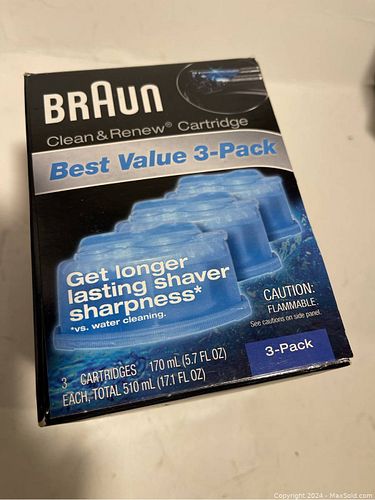 BRAUN
Clean & Renew® Cartridge
Best Value 3-Pack
Get longer
lasting shaver
sharpness*
*vs. water cleaning.
CAUTION:
FLAMMABLE.
See cautions on side panel.
3-Pack
3 CARTRIDGES 170 mL (5.7 FL OZ)
EACH, TOTAL 510 mL (17.1 FL OZ)
Copyright 2024 - MaxSold.com